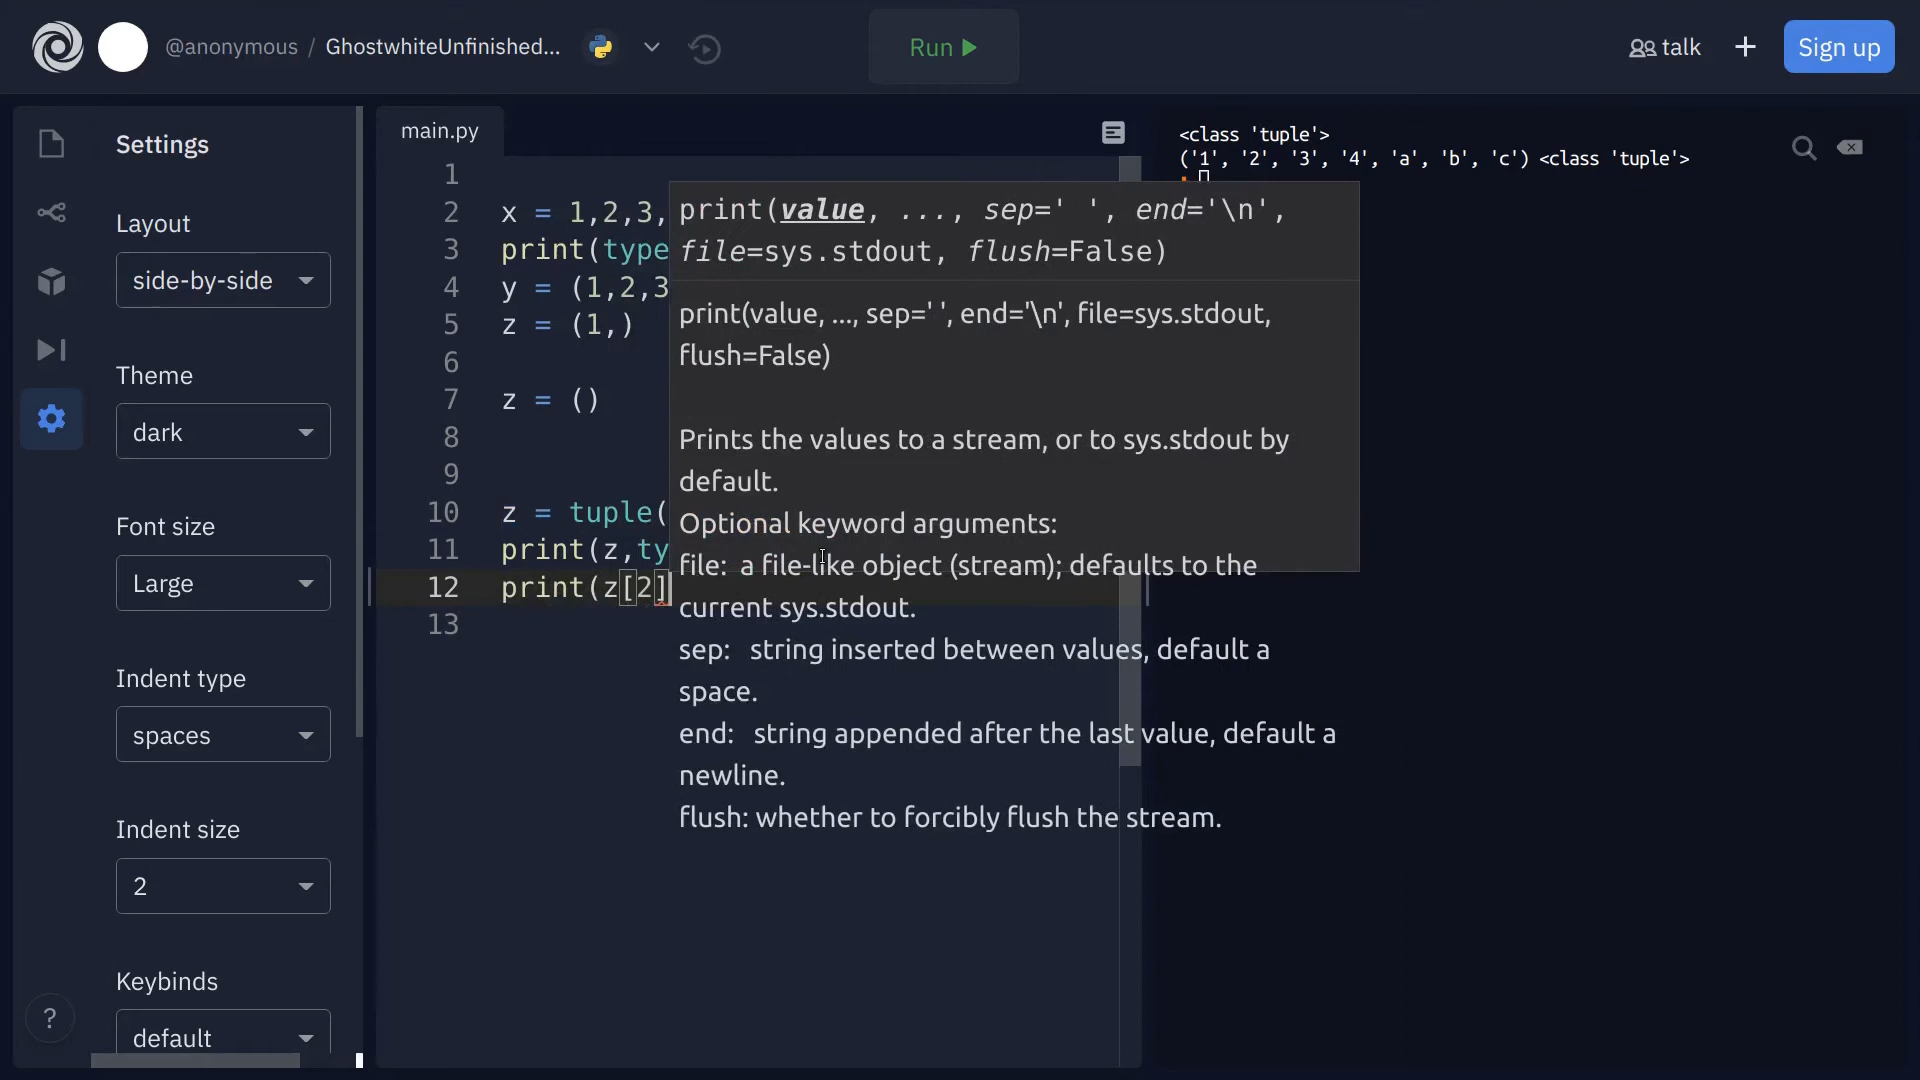 @anonymous / GhostwhiteUnfinished...
Run
talk
+
Sign up
Settings
Layout
side-by-side
Theme
dark
Font size
Large
Indent type
spaces
Indent size
2
Keybinds
default
?
main.py
1
2 x = 1,2,3,
3 print(type
4 y = (1,2,3
5 z = (1,)
6
7 z = ()
8
9
10 z = tuple(
11 print(z,ty
12 print(z[2]
13
print(value, ..., sep=' ', end='\n',
file=sys.stdout, flush=False)
print(value, ..., sep=' ', end='\n', file=sys.stdout,
flush=False)
Prints the values to a stream, or to sys.stdout by
default.
Optional keyword arguments:
file: a file-like object (stream); defaults to the
current sys.stdout.
sep: string inserted between values, default a
space.
end: string appended after the last value, default a
newline.
flush: whether to forcibly flush the stream.
<class 'tuple'>
('1', '2', '3', '4', 'a', 'b', 'c') <class 'tuple'>